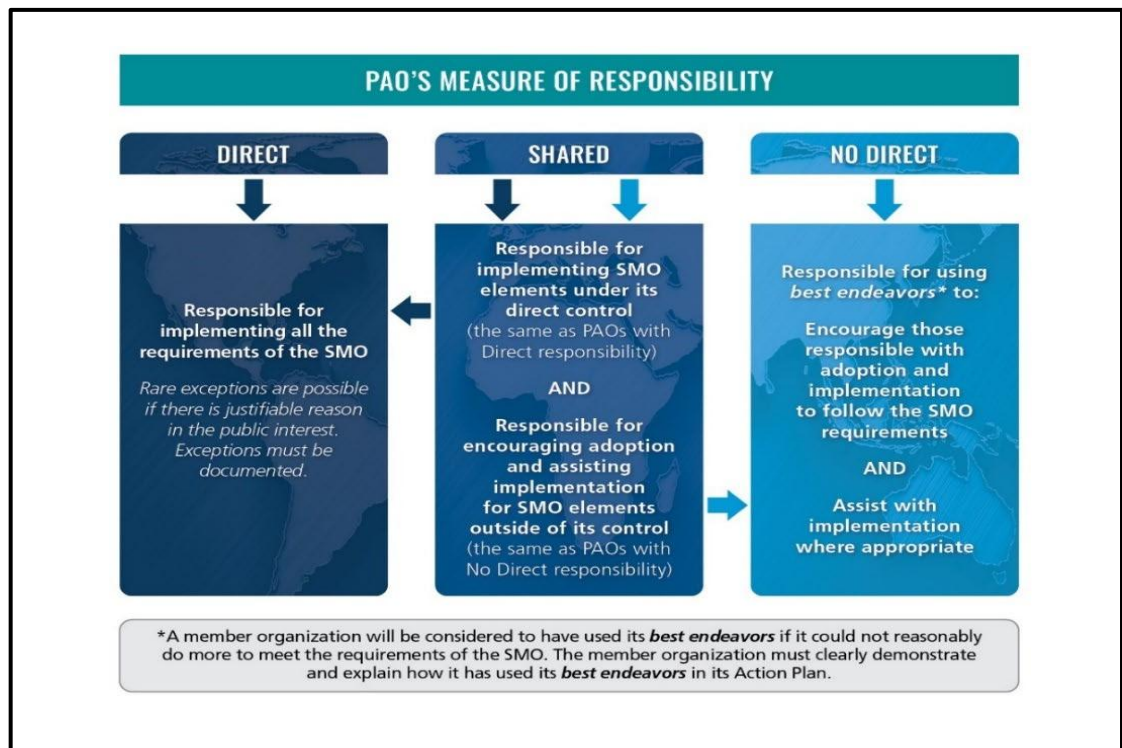 PAO'S MEASURE OF RESPONSIBILITY
DIRECT
Responsible for
implementing all the
requirements of the SMO
Rare exceptions are possible
if there is justifiable reason
in the public interest.
Exceptions must be
documented.
SHARED
Responsible for
implementing SMO
elements under its
direct control
(the same as PAOs with
Direct responsibility)
AND
Responsible for
encouraging adoption
and assisting
implementation
for SMO elements
outside of its control
(the same as PAOs with
No Direct responsibility)
NO DIRECT
Responsible for using
best endeavors* to:
Encourage those
responsible with
adoption and
implementation
to follow the SMO
requirements
AND
Assist with
implementation
where appropriate
*A member organization will be considered to have used its best endeavors if it could not reasonably
do more to meet the requirements of the SMO. The member organization must clearly demonstrate
and explain how it has used its best endeavors in its Action Plan.